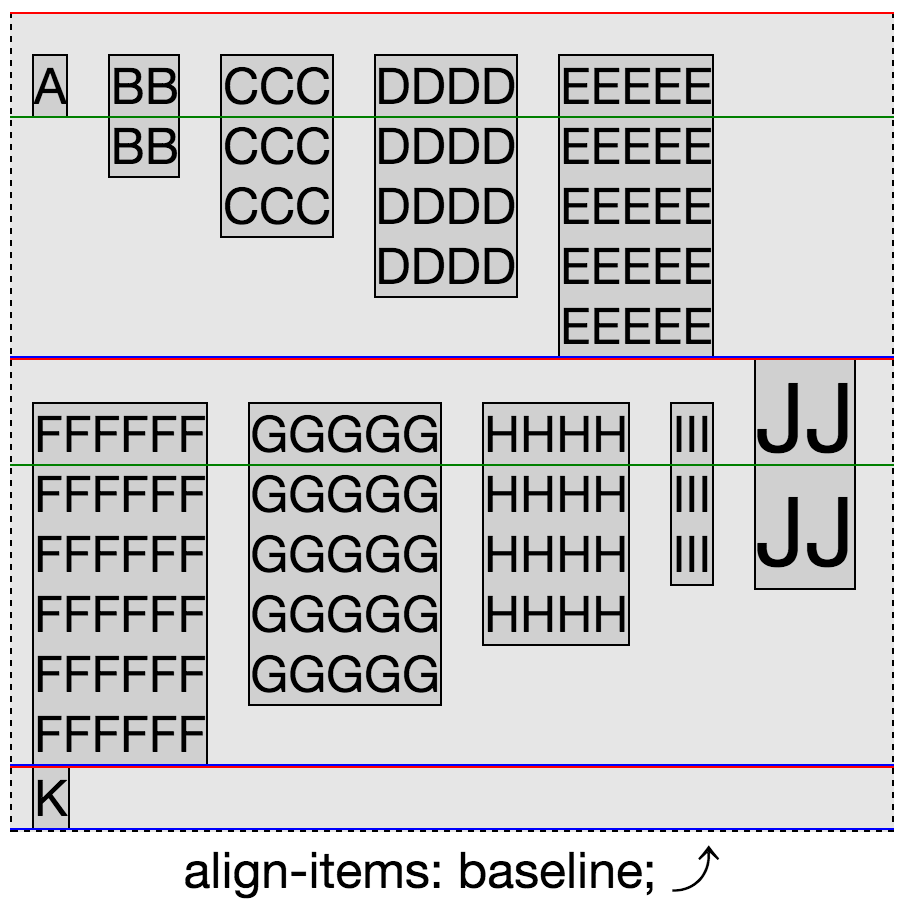 A BB CCC DDDD EEEEE
BB CCC DDDD EEEEE
CCC DDDD EEEEE
DDDD EEEEE
EEEEE
FFFFFF GGGGG HHHH III JJ
FFFFFF GGGGG HHHH III
FFFFFF GGGGG HHHH III JJ
FFFFFF GGGGG HHHH
FFFFFF GGGGG
FFFFFF
K
align-items: baseline; ⤴